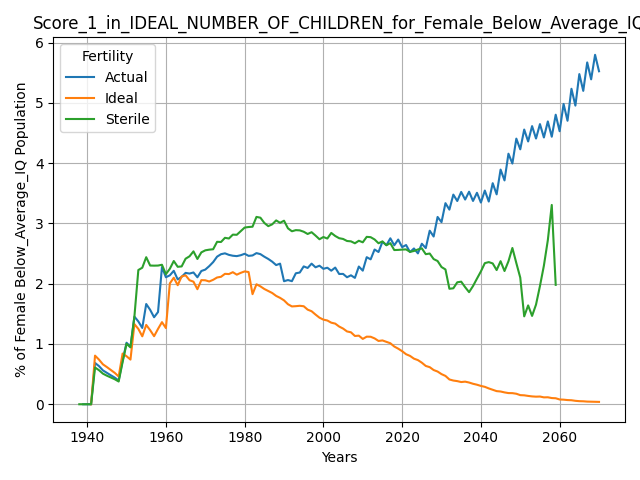 Score_1_in_IDEAL_NUMBER_OF_CHILDREN_for_Female_Below_Average_IQ
Fertility
Actual
Ideal
Sterile
% of Female Below_Average_IQ Population
6
5
4
3
2
1
0
1940 1960 1980 2000 2020 2040 2060
Years